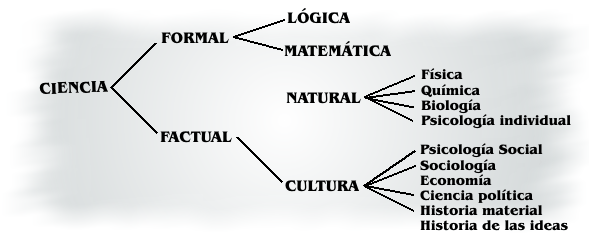 LÓGICA
FORMAL
MATEMÁTICA
Física
CIENCIA
Química
NATURAL
Biología
Psicología individual
FACTUAL
Psicología Social
Sociología
Economía
CULTURA
Ciencia política
Historia material
Historia de las ideas